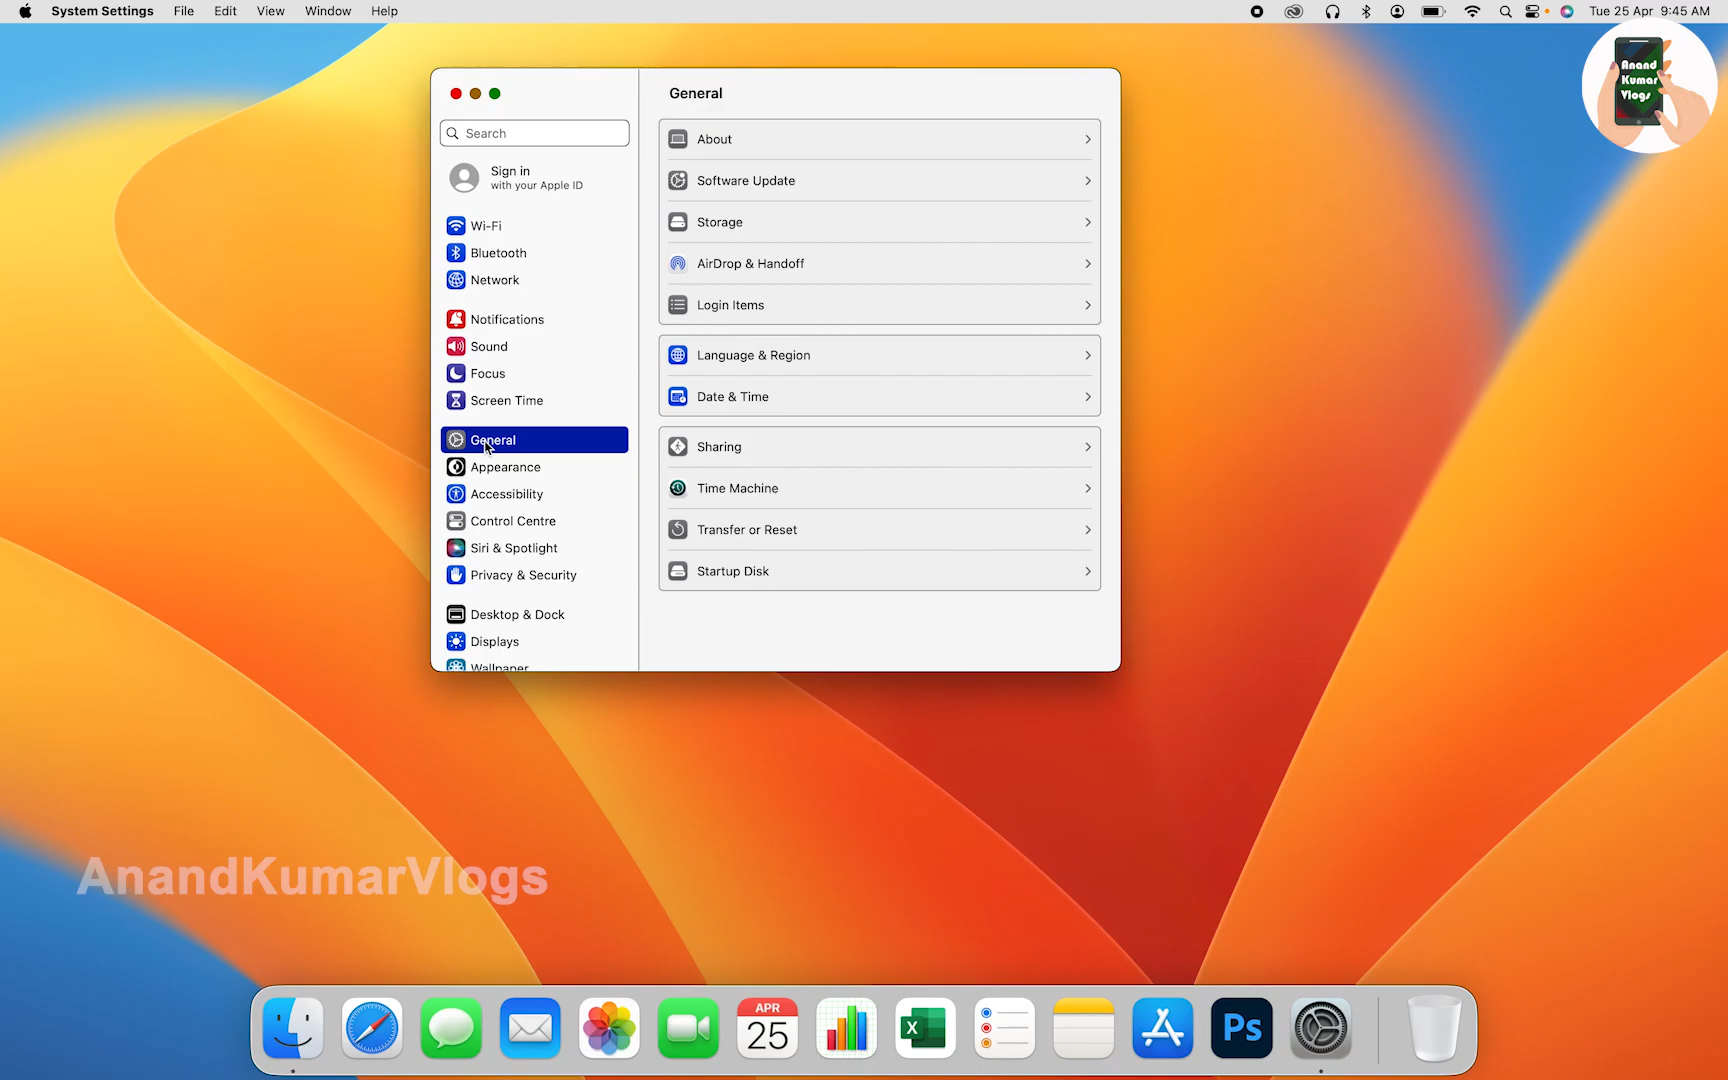 System Settings File Edit View Window Help
Tue 25 Apr 9:45 AM
Anand
Kumar
Vlogs
General
Search
Sign in
with your Apple ID
Wi-Fi
Bluetooth
Network
Notifications
Sound
Focus
Screen Time
General
Appearance
Accessibility
Control Centre
Siri & Spotlight
Privacy & Security
Desktop & Dock
Displays
Wallpaper
About
Software Update
Storage
AirDrop & Handoff
Login Items
Language & Region
Date & Time
Sharing
Time Machine
Transfer or Reset
Startup Disk
AnandKumarVlogs
APR
25
X
Ps